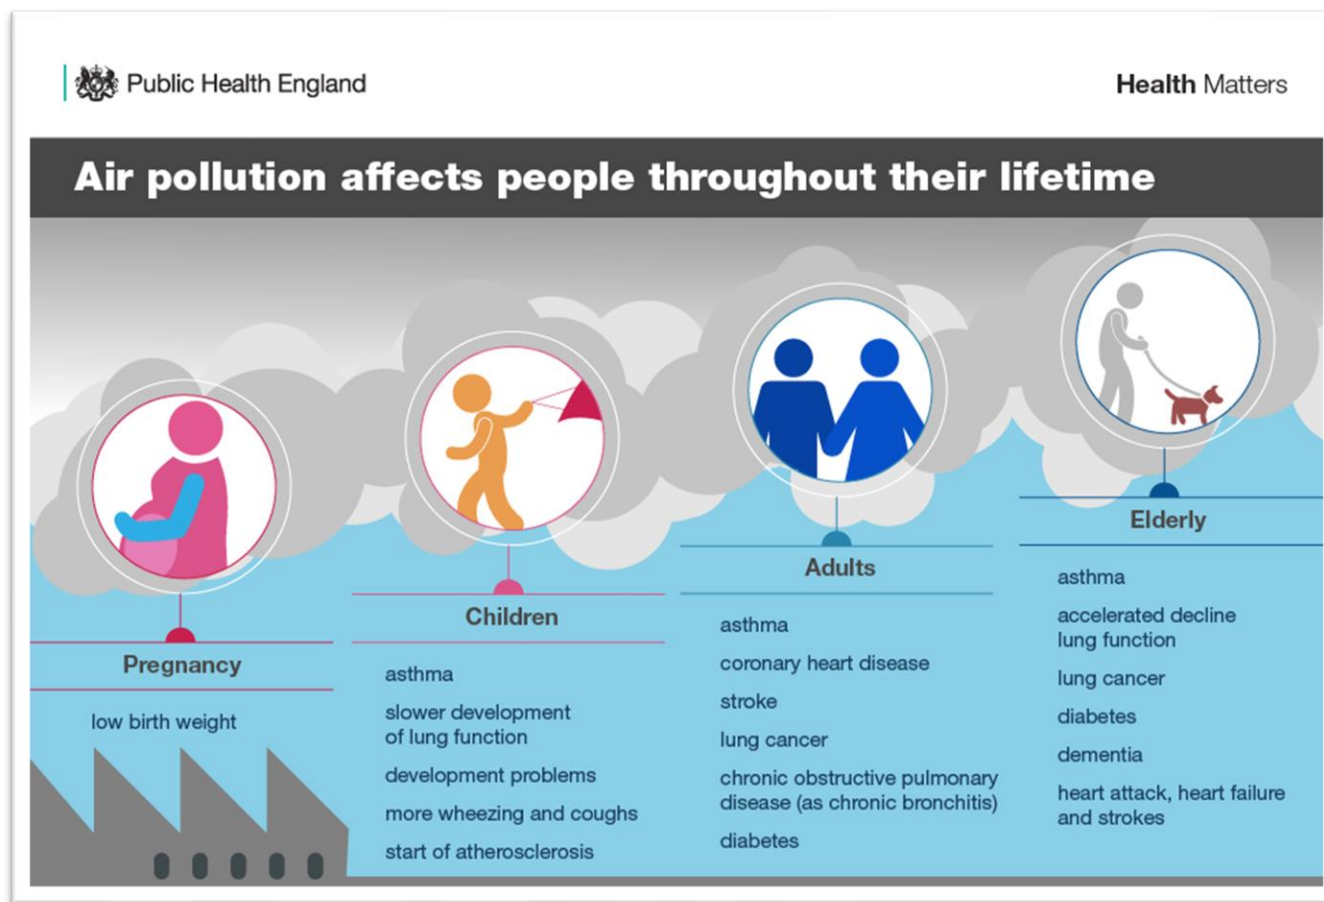 Public Health England
Health Matters
Air pollution affects people throughout their lifetime
Pregnancy
low birth weight
Children
asthma
slower development
of lung function
development problems
more wheezing and coughs
start of atherosclerosis
Adults
asthma
coronary heart disease
stroke
lung cancer
chronic obstructive pulmonary
disease (as chronic bronchitis)
diabetes
Elderly
asthma
accelerated decline
lung function
lung cancer
diabetes
dementia
heart attack, heart failure
and strokes